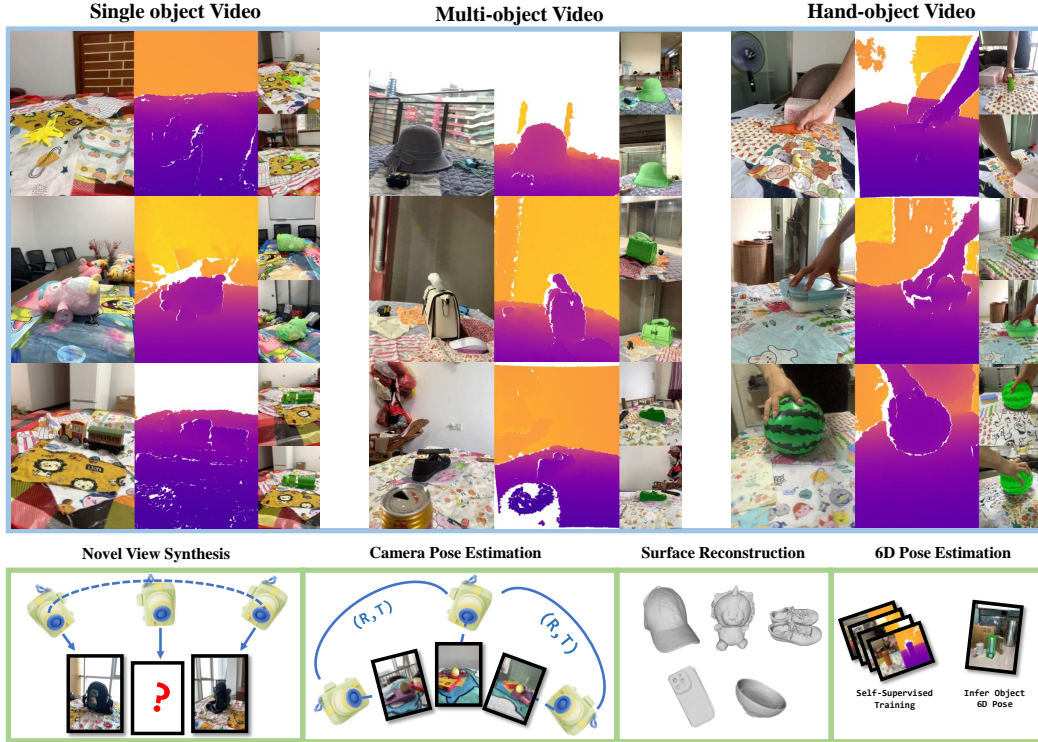 Single object Video
Multi-object Video
Hand-object Video
Novel View Synthesis
Camera Pose Estimation
Surface Reconstruction
6D Pose Estimation
(R,T)
(R,T)
?
Self-Supervised
Training
Infer Object
6D Pose